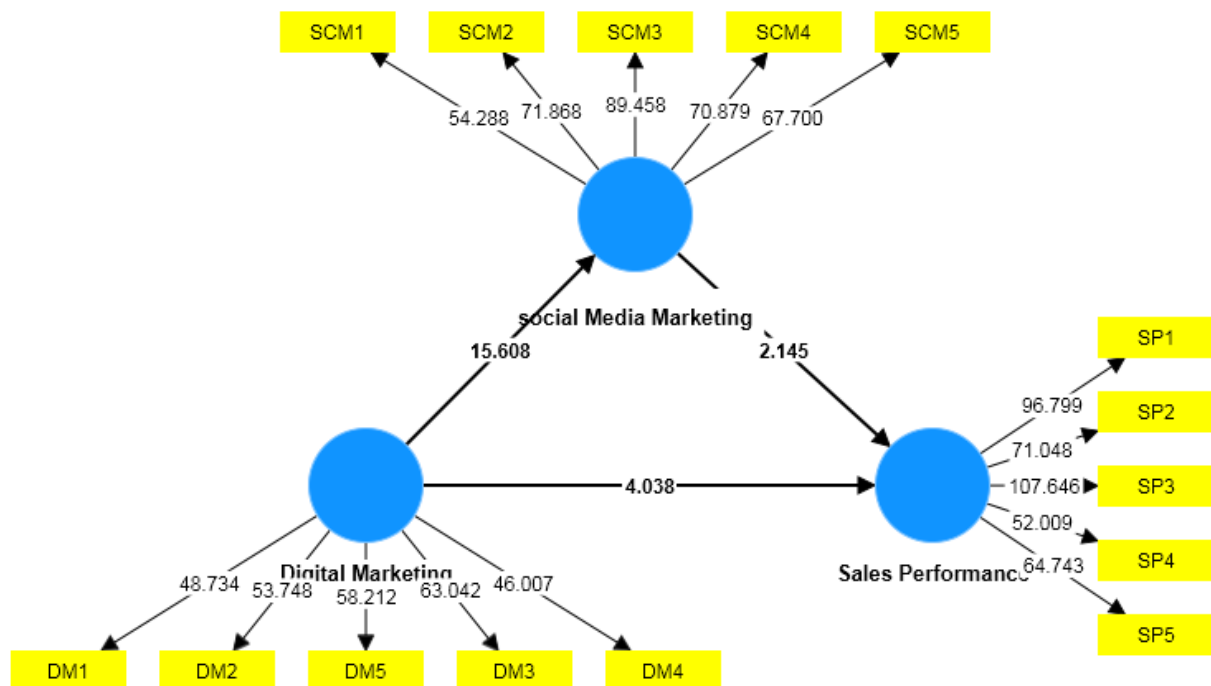 SCM1 SCM2 SCM3 SCM4 SCM5
54.288 71.868 89.458 70.879 67.700
social Media Marketing
15.608 2.145
SP1
96.799
SP2
71.048
4.038
107.646 SP3
52.009
SP4
64.743
Digital Marketing
Sales Performance
48.734 53.748 58.212 63.042 46.007
SP5
DM1 DM2 DM5 DM3 DM4